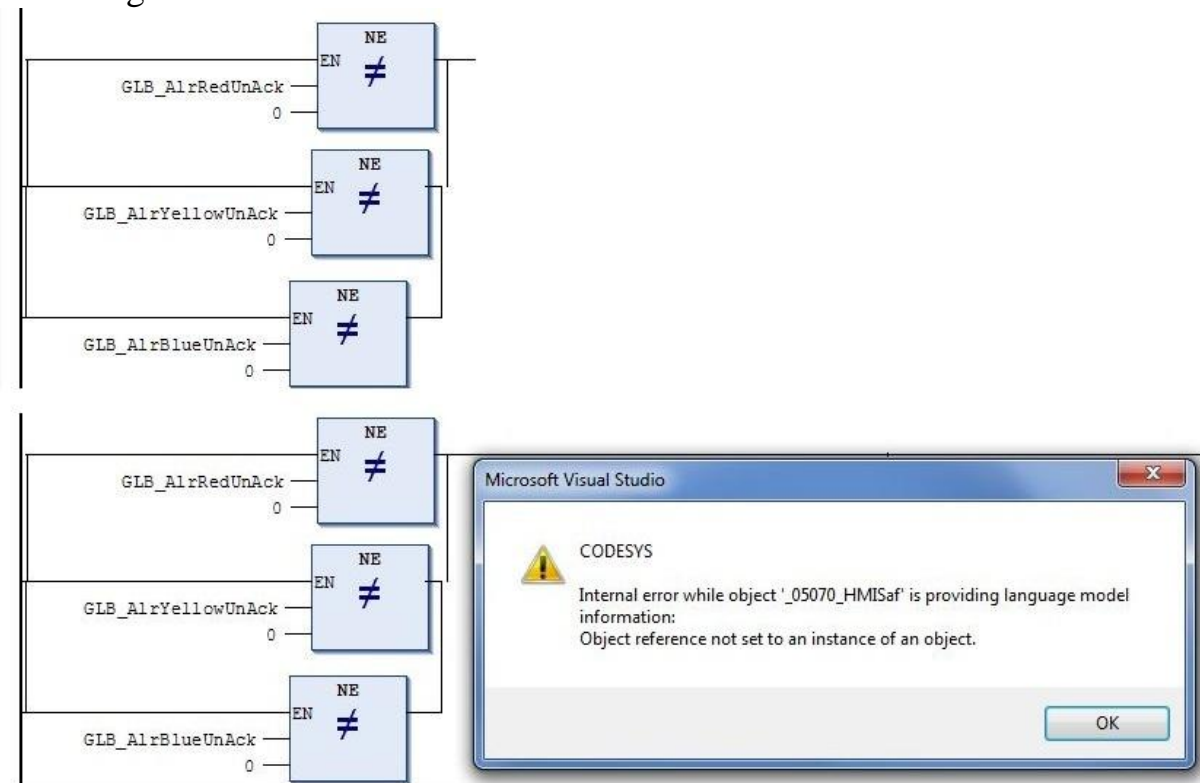 NE
EN
≠
GLB_AlrRedUnAck
0
NE
EN
≠
GLB_AlrYellowUnAck
0
NE
EN
≠
GLB_AlrBlueUnAck
0
NE
EN
≠
GLB_AlrRedUnAck
0
NE
EN
≠
GLB_AlrYellowUnAck
0
NE
EN
≠
GLB_AlrBlueUnAck
0
Microsoft Visual Studio
CODESYS
Internal error while object '_05070_HMISaf' is providing language model
information:
Object reference not set to an instance of an object.
OK